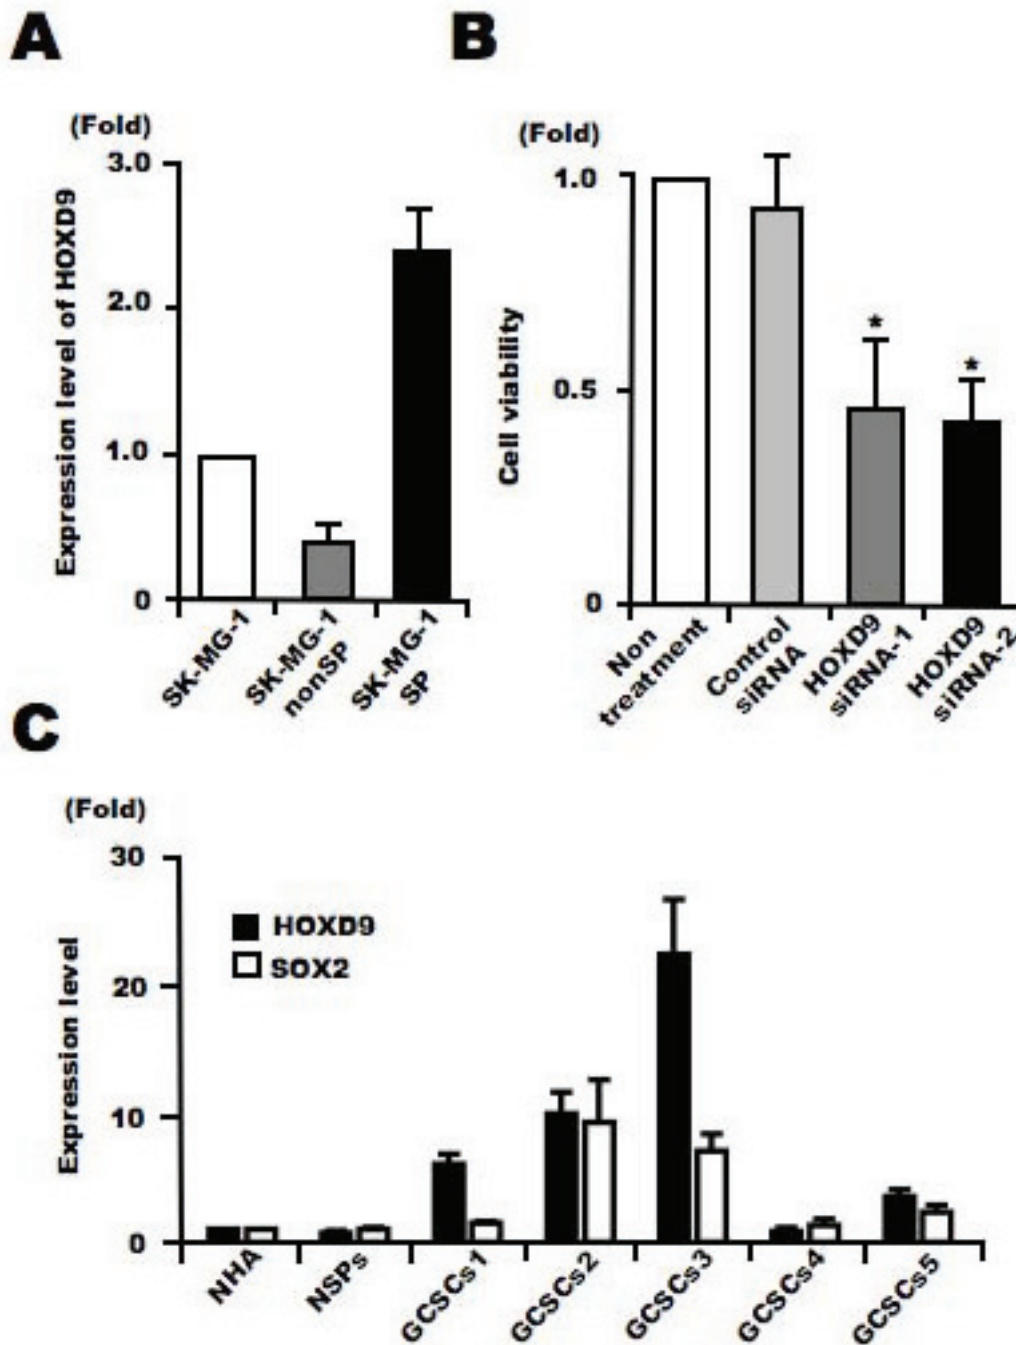 A
(Fold)
3.0
2.0
1.0
0
Expression level of HOXD9
SK-MG-1
SK-MG-1
nonSP
SK-MG-1
SP
B
(Fold)
1.0
0.5
0
Cell viability
*
*
Non
treatment
Control
siRNA
HOXD9
siRNA-1
HOXD9
siRNA-2
C
(Fold)
30
20
10
0
Expression level
HOXD9
SOX2
NHA
NSPs
GCSCs1
GCSCs2
GCSCs3
GCSCs4
GCSCs5